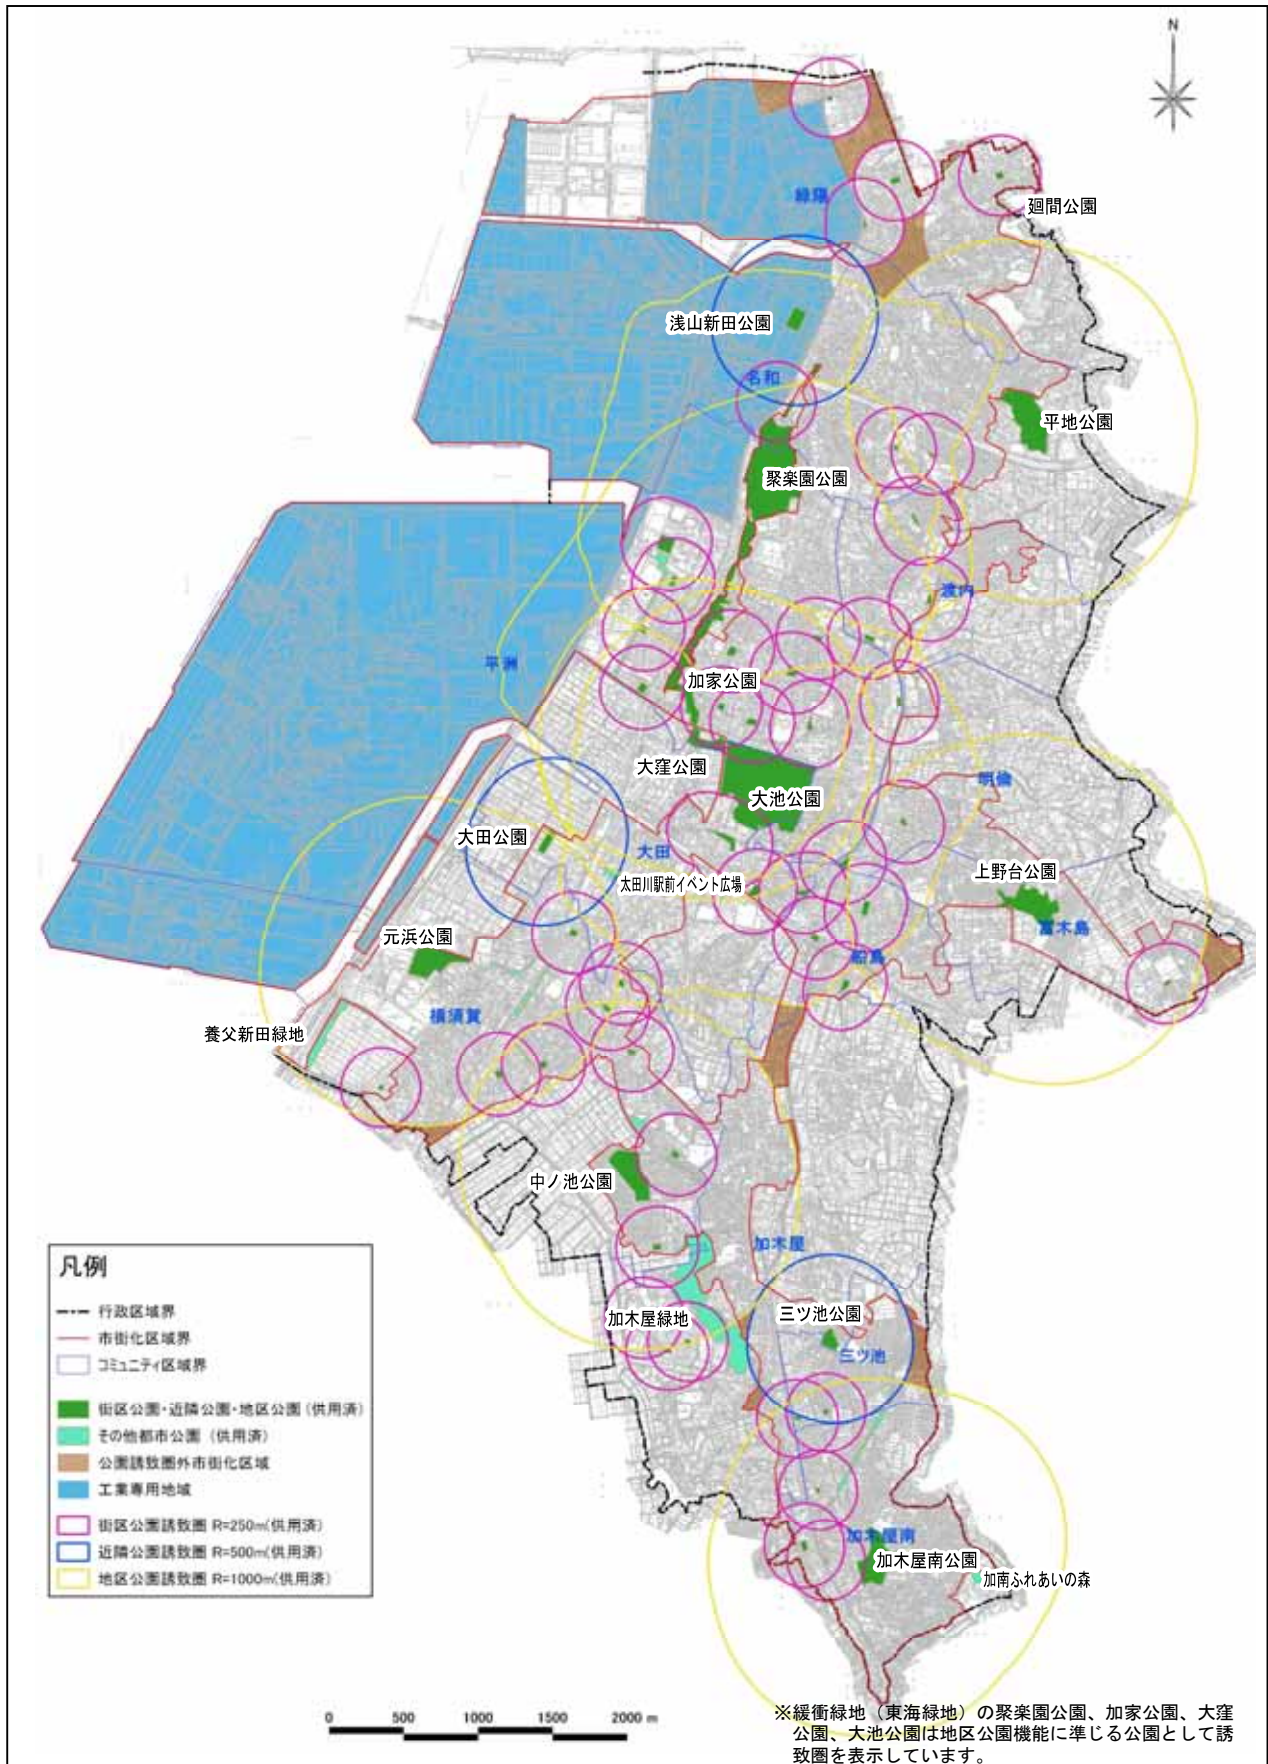 N
緑陽
廻間公園
浅山新田公園
名和
平地公園
聚楽園公園
渡内
平洲
加家公園
大窪公園
明倫
大池公園
大田公園
大田
上野台公園
太田川駅前イベント広場
富木島
元浜公園
船島
横須賀
養父新田緑地
中ノ池公園
加木屋
三ツ池公園
加木屋緑地
三ツ池
加木屋南
加木屋南公園
加南ふれあいの森
凡例
行政区域界
市街化区域界
コミュニティ区域界
街区公園・近隣公園・地区公園(供用済)
その他都市公園 (供用済)
公園誘致圏外市街化区域
工業専用地域
街区公園誘致圏 R=250m(供用済)
近隣公園誘致圏 R=500m(供用済)
地区公園誘致圏 R=1000m(供用済)
0 500 1000 1500 2000 m
※緩衝緑地(東海緑地)の聚楽園公園、加家公園、大窪
公園、大池公園は地区公園機能に準じる公園として誘
致圏を表示しています。